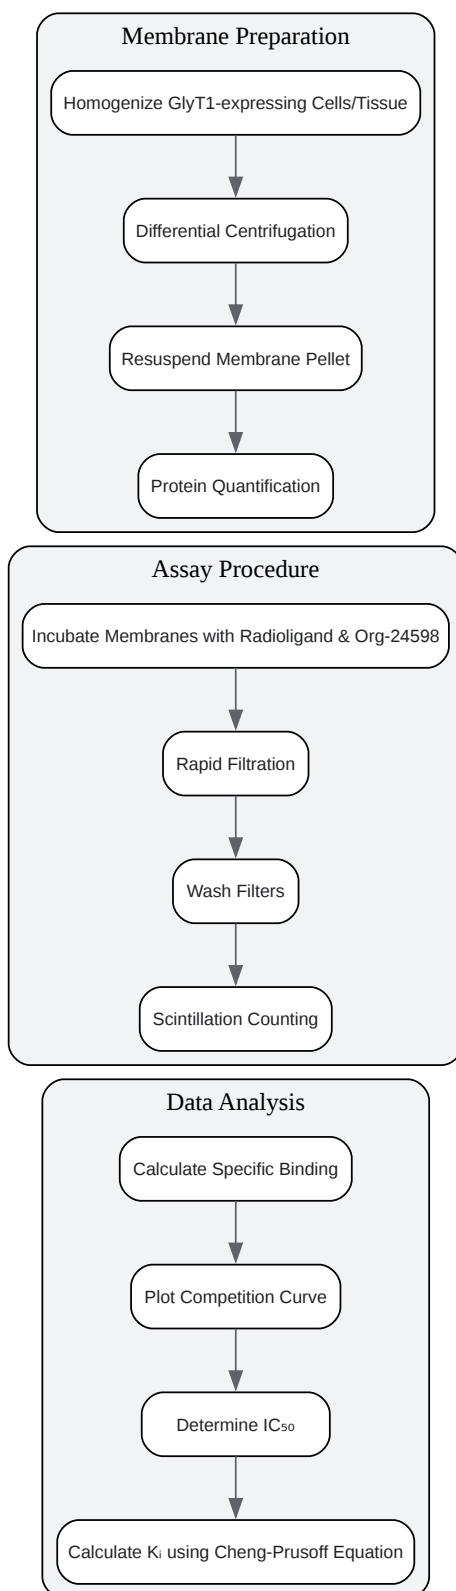 Membrane Preparation
Homogenize GlyT1-expressing Cells/Tissue
Differential Centrifugation
Resuspend Membrane Pellet
Protein Quantification
Assay Procedure
Incubate Membranes with Radioligand & Org-24598
Rapid Filtration
Wash Filters
Scintillation Counting
Data Analysis
Calculate Specific Binding
Plot Competition Curve
Determine IC₅₀
Calculate Kᵢ using Cheng-Prusoff Equation